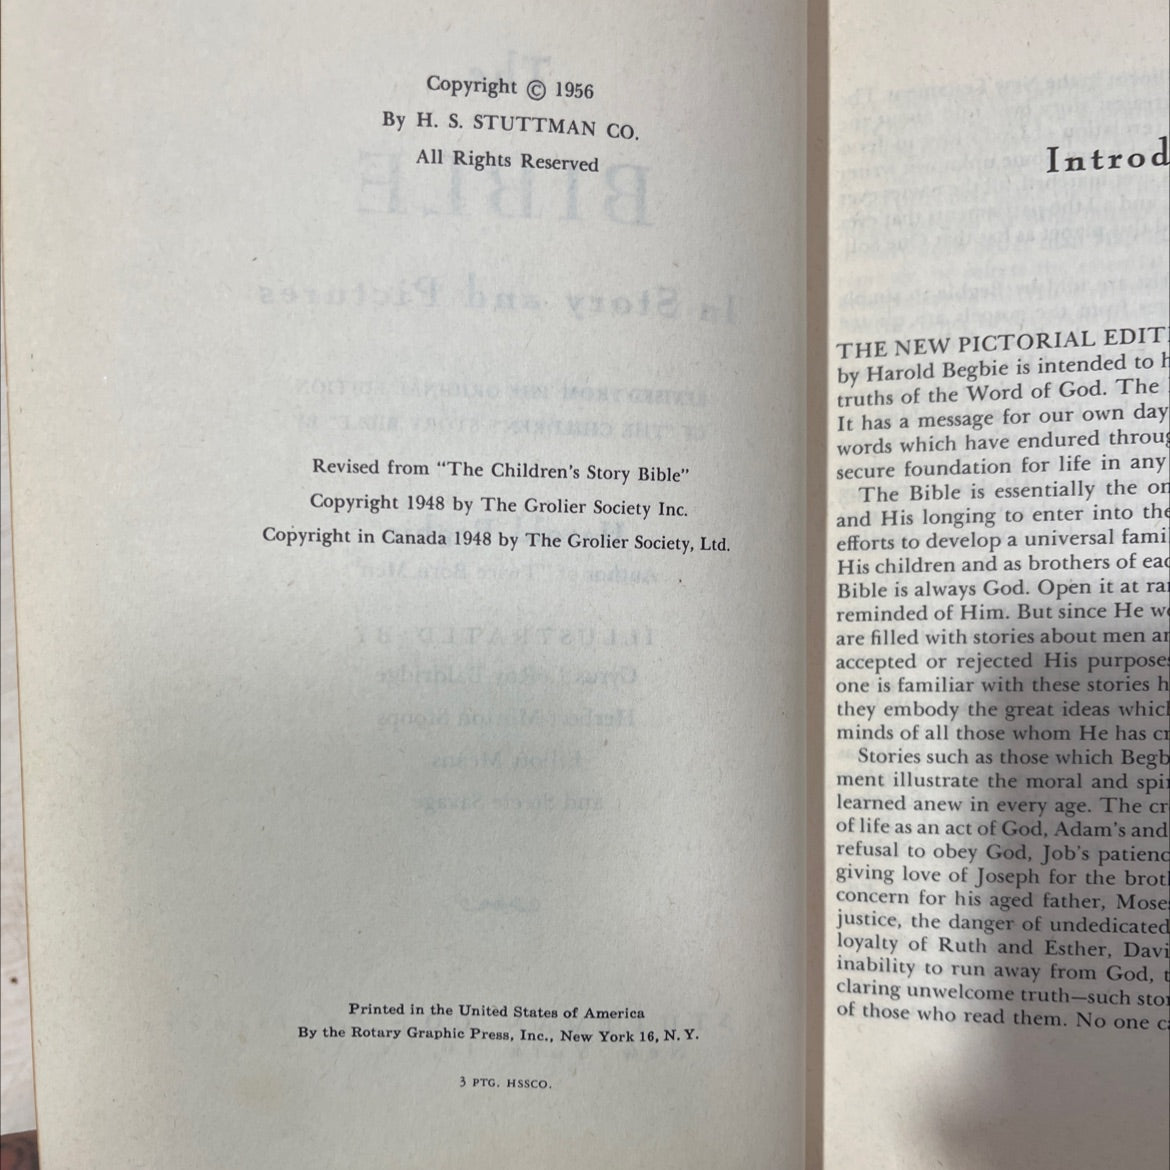 Copyright © 1956
By H. S. STUTTMAN CO.
All Rights Reserved
Revised from “The Children’s Story Bible”
Copyright 1948 by The Grolier Society Inc.
Copyright in Canada 1948 by The Grolier Society, Ltd.
Printed in the United States of America
By the Rotary Graphic Press, Inc., New York 16, N. Y.
3 PTG. HSSCO.
Introd
THE NEW PICTORIAL EDIT
by Harold Begbie is intended to h
truths of the Word of God. The
It has a message for our own day
words which have endured throug
secure foundation for life in any
The Bible is essentially the
and His longing to enter into the
efforts to develop a universal fami
His children and as brothers of eac
Bible is always God. Open it at ra
reminded of Him. But since He w
are filled with stories about men a
accepted or rejected His purpose
one is familiar with these stories h
they embody the great ideas which
minds of all those whom He has cr
Stories such as those which Begb
ment illustrate the moral and spi
learned anew in every age. The cr
of life as an act of God, Adam’s and
refusal to obey God, Job’s patienc
giving love of Joseph for the brot
concern for his aged father, Mose
justice, the danger of undedicated
loyalty of Ruth and Esther, Davi
inability to run away from God, t
claring unwelcome truth—such stor
of those who read them. No one c